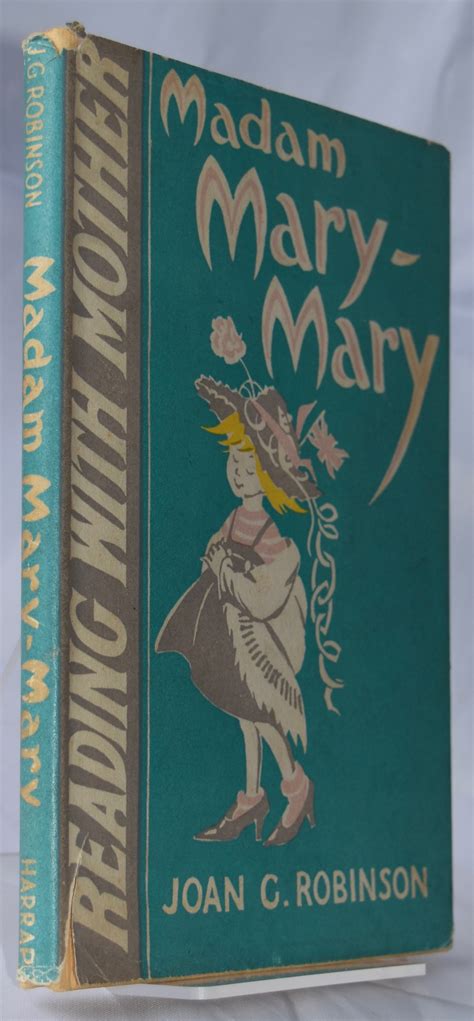 J.G ROBINSON
Madam Mary-Mary
HARRAP
READING WITH MOTHER
Madam
Mary-
Mary
JOAN G. ROBINSON